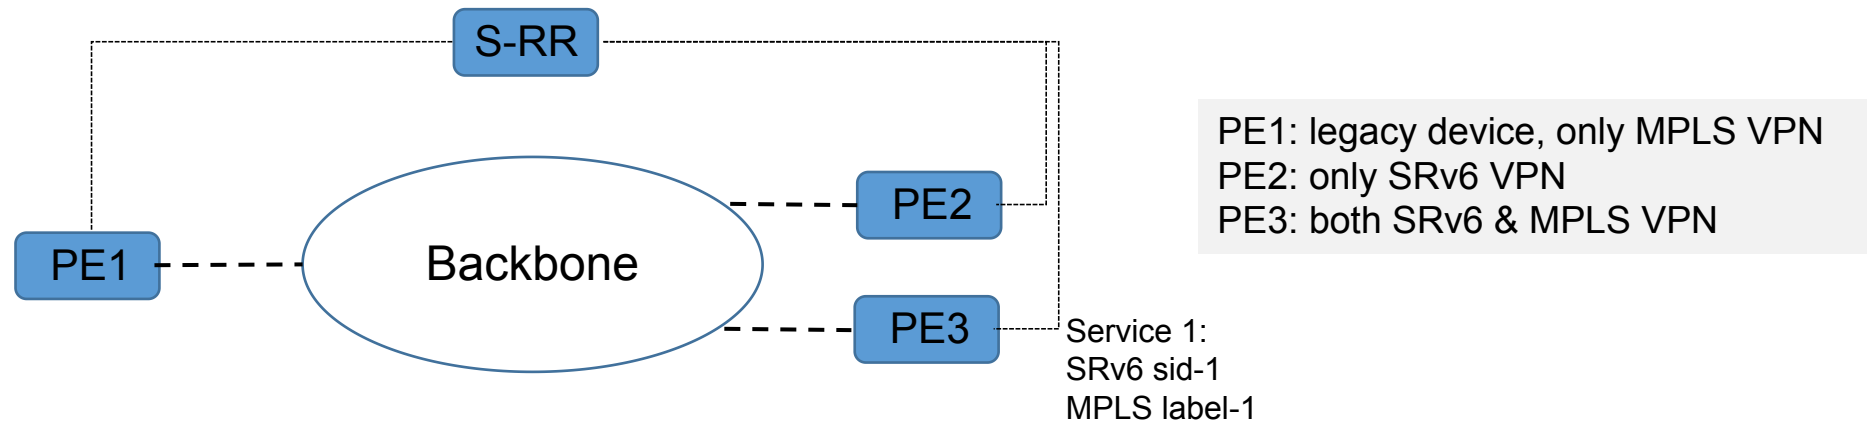 S-RR
PE1: legacy device, only MPLS VPN
PE2: only SRv6 VPN
PE3: both SRv6 & MPLS VPN
PE2
PE1
Backbone
PE3
Service 1:
SRv6 sid-1
MPLS label-1